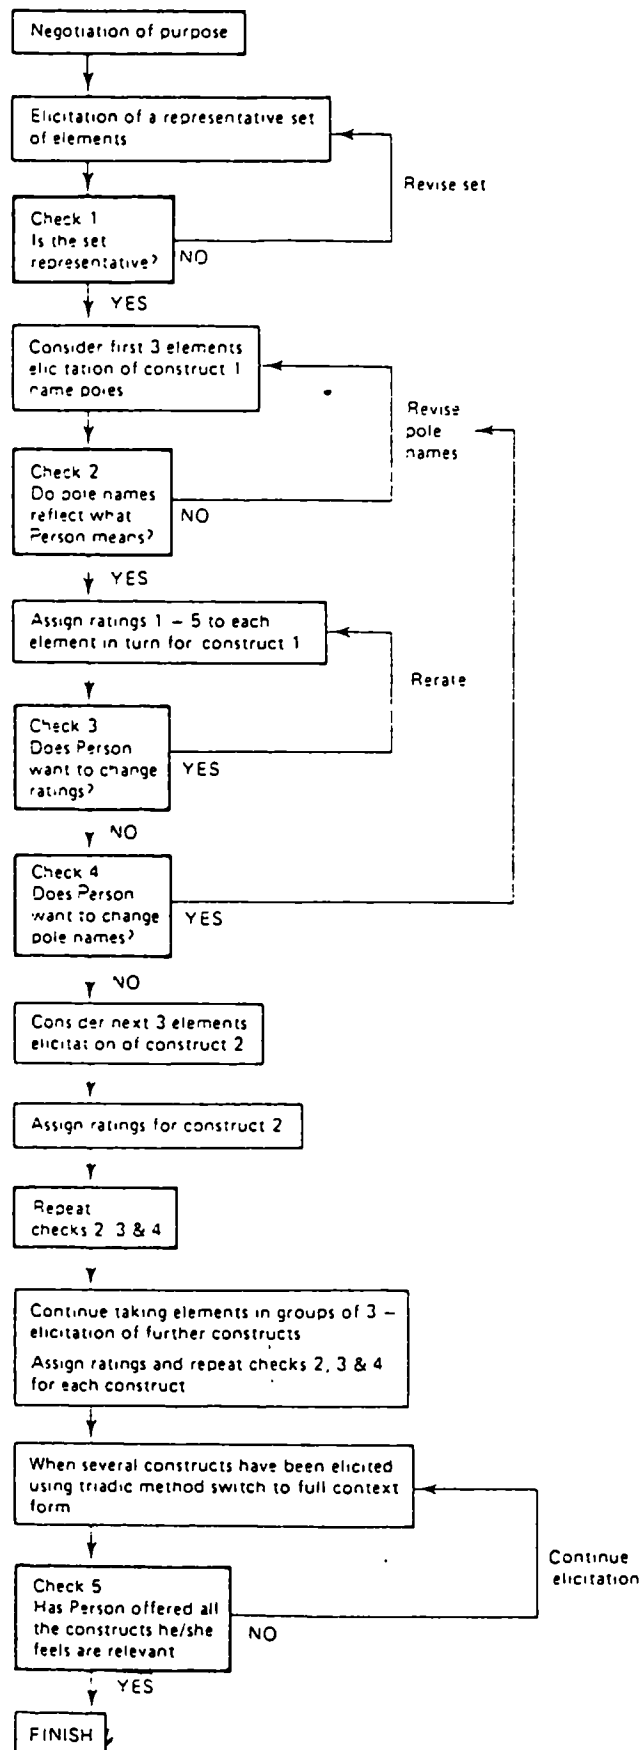 Negotiation of purpose
Elicitation of a representative set
of elements
Revise set
Check 1
Is the set
representative?
NO
YES
Consider first 3 elements
elicitation of construct 1
name poles
Revise
pole
names
Check 2
Do pole names
reflect what
Person means?
NO
YES
Assign ratings 1 – 5 to each
element in turn for construct 1
Rerate
Check 3
Does Person
want to change
ratings?
YES
NO
Check 4
Does Person
want to change
pole names?
YES
NO
Consider next 3 elements
elicitation of construct 2
Assign ratings for construct 2
Repeat
checks 2 3 & 4
Continue taking elements in groups of 3 –
elicitation of further constructs
Assign ratings and repeat checks 2, 3 & 4
for each construct
When several constructs have been elicited
using triadic method switch to full context
form
Continue
elicitation
Check 5
Has Person offered all
the constructs he/she
feels are relevant
NO
YES
FINISH